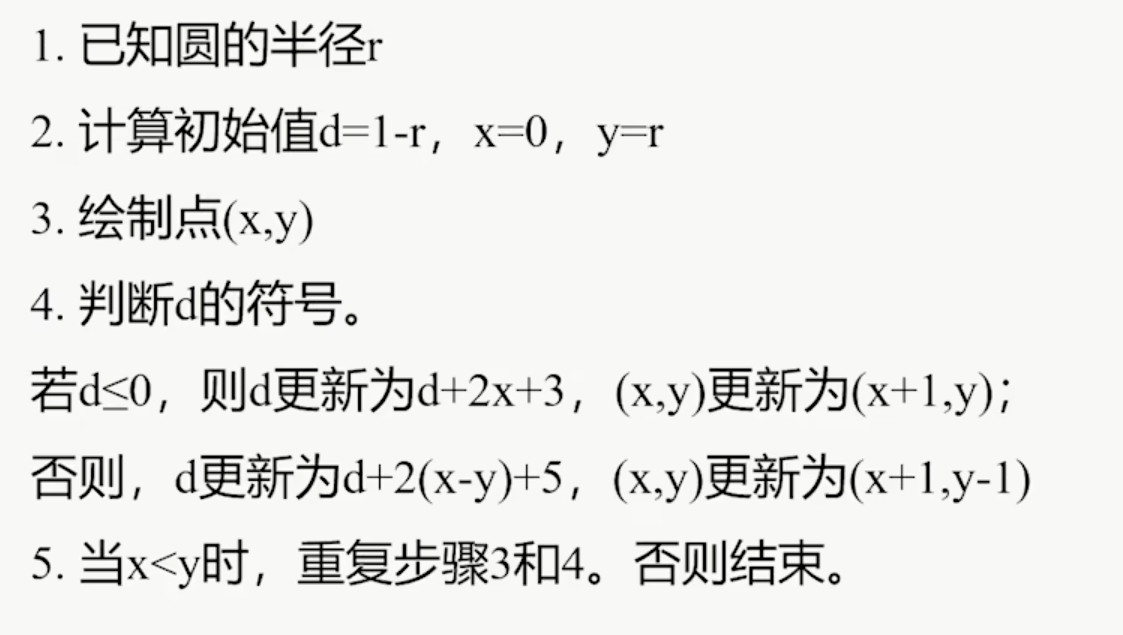 1. 已知圆的半径r
2. 计算初始值d=1-r，x=0，y=r
3. 绘制点(x,y)
4. 判断d的符号。
若d≤0，则d更新为d+2x+3，(x,y)更新为(x+1,y)；
否则，d更新为d+2(x-y)+5，(x,y)更新为(x+1,y-1)
5. 当x<y时，重复步骤3和4。否则结束。